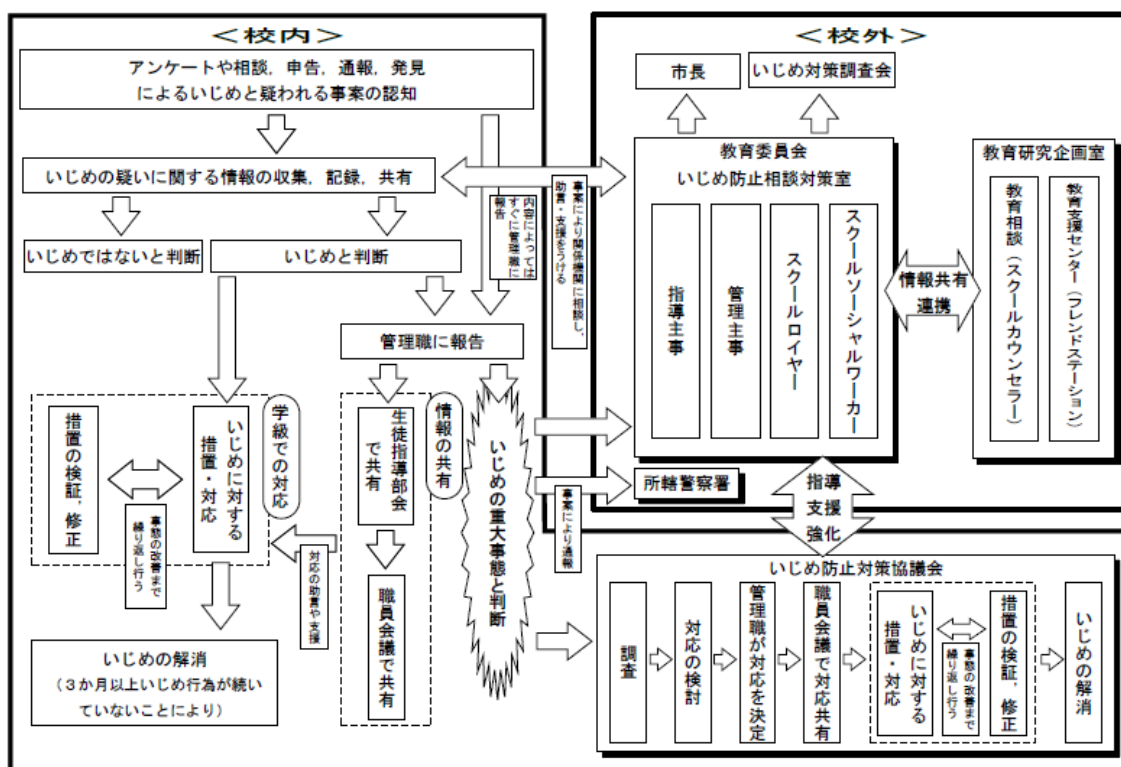 ＜校内＞
アンケートや相談，申告，通報，発見
によるいじめと疑われる事案の認知
いじめの疑いに関する情報の収集，記録，共有
いじめではないと判断
いじめと判断
内容によっては
すぐに管理職に
報告
管理職に報告
学級での対応
いじめに対する
措置・対応
措置の検証，修正
事態の改善まで
繰り返し行う
いじめの解消
（３か月以上いじめ行為が続い
ていないことにより）
情報の共有
生徒指導部会
で共有
職員会議で共有
対応の助言や支援
いじめの重大事態と判断
事案により関係機関に相談し，
助言・支援をうける
事案により通報
＜校外＞
市長
いじめ対策調査会
教育委員会
いじめ防止相談対策室
指導主事
管理主事
スクールロイヤー
スクールソーシャルワーカー
情報共有
連携
教育研究企画室
教育相談（スクールカウンセラー）
教育支援センター（フレンドステーション）
所轄警察署
指導
支援
強化
いじめ防止対策協議会
調査
対応の検討
管理職が対応を決定
職員会議で対応共有
いじめに対する
措置・対応
事態の改善まで
繰り返し行う
措置の検証，修正
いじめの解消